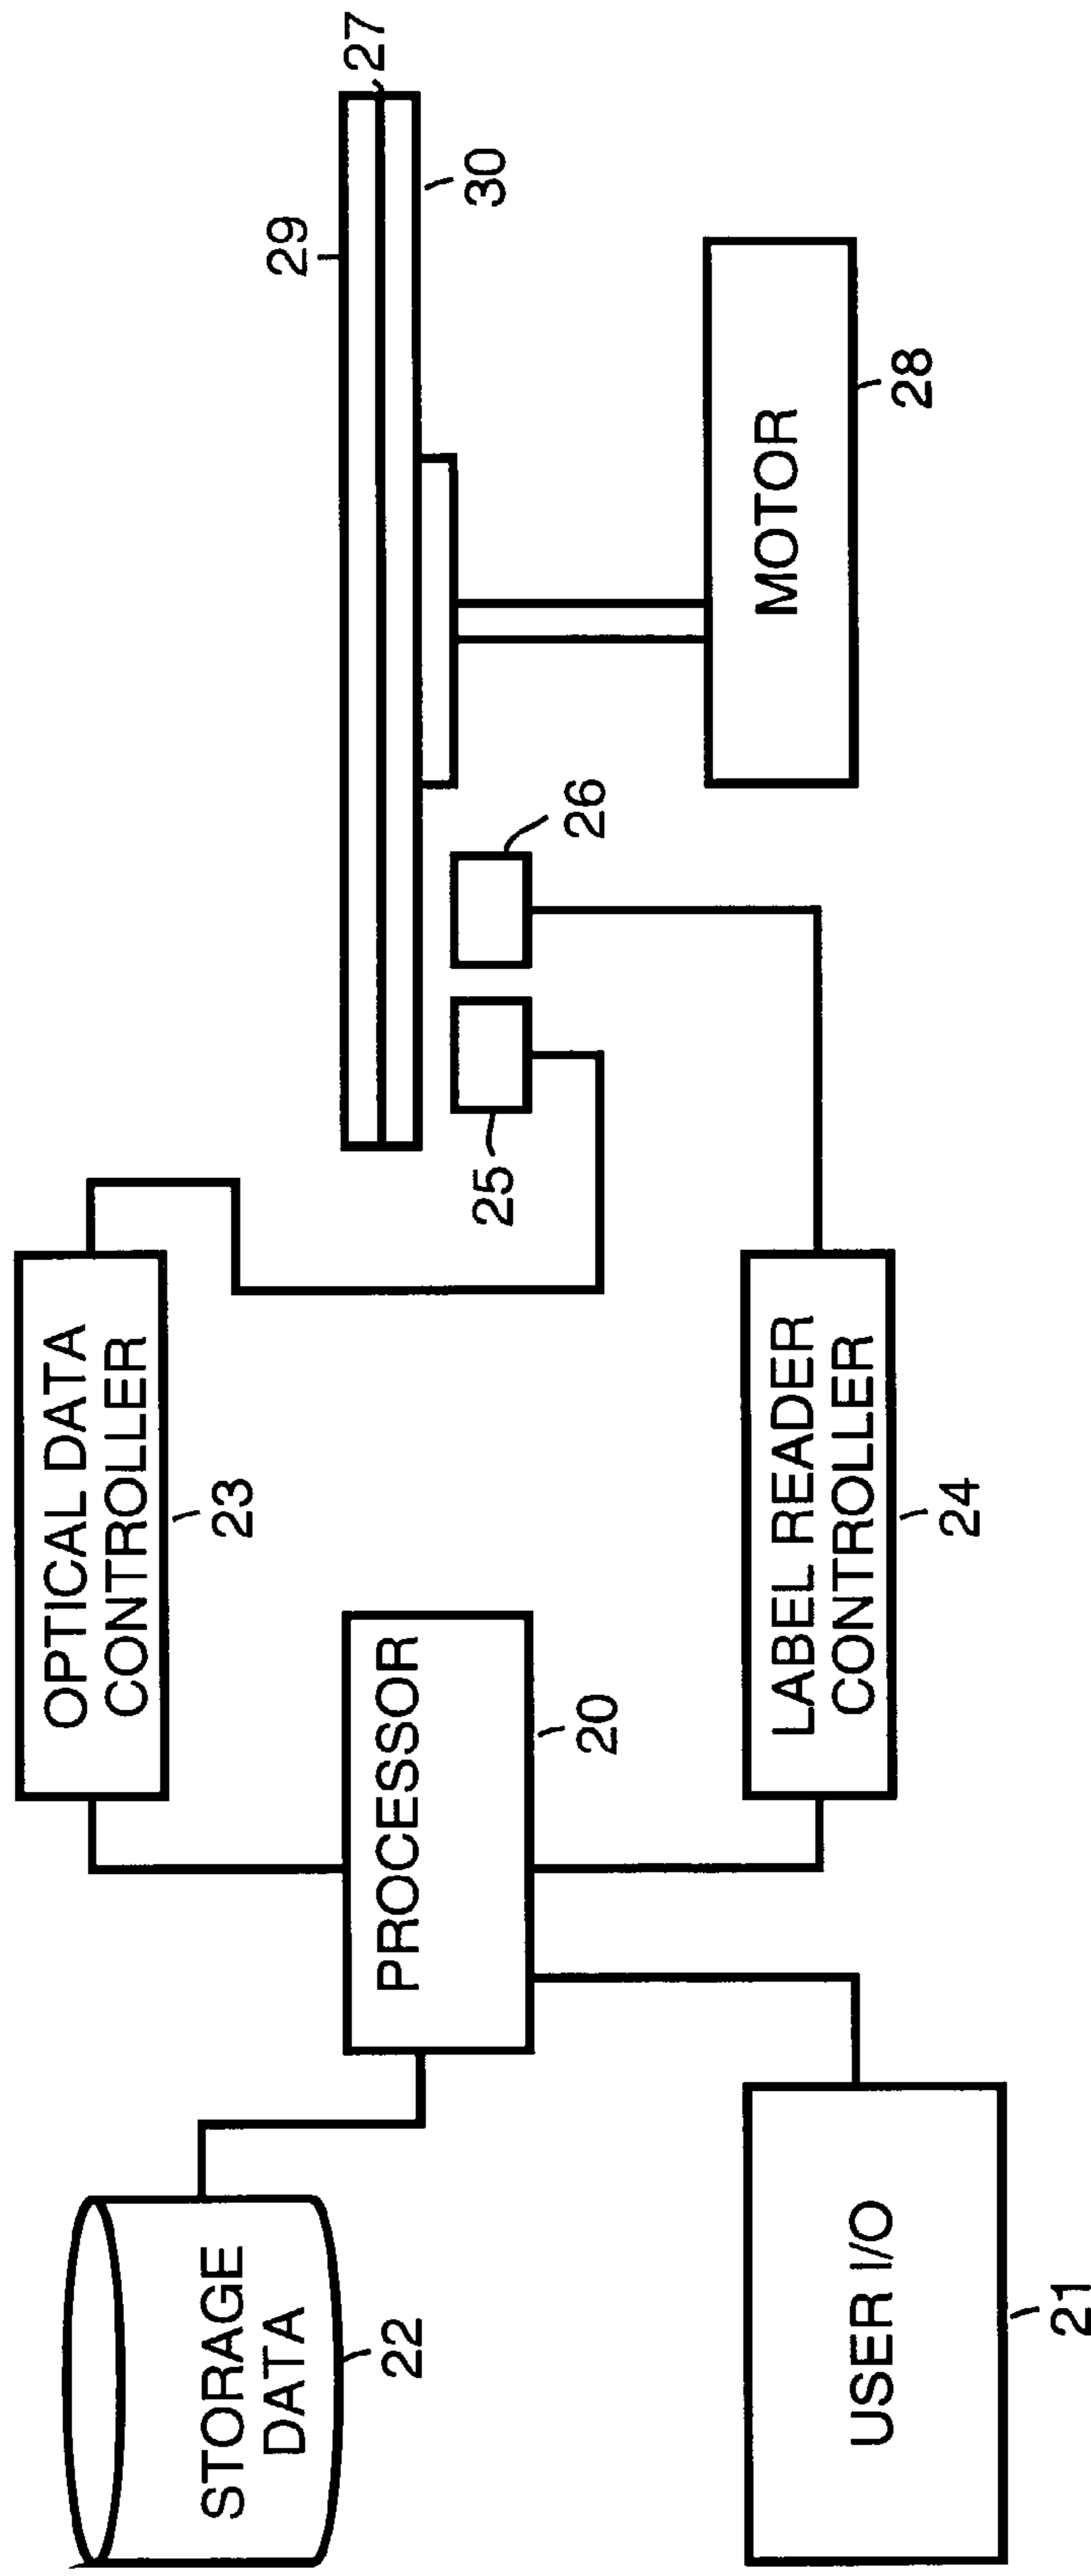 OPTICAL DATA
CONTROLLER
23
29
27
30
STORAGE
DATA
22
PROCESSOR
20
25
26
LABEL READER
CONTROLLER
24
MOTOR
28
USER I/O
21